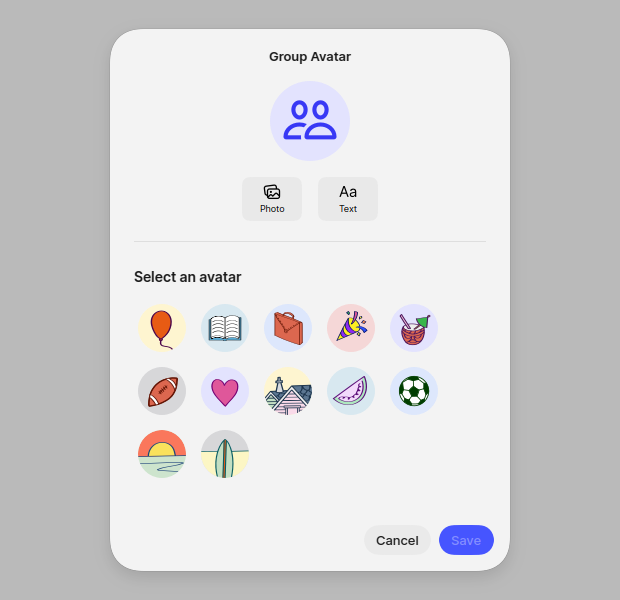 Group Avatar
Aa
Photo
Text
Select an avatar
Cancel
Save